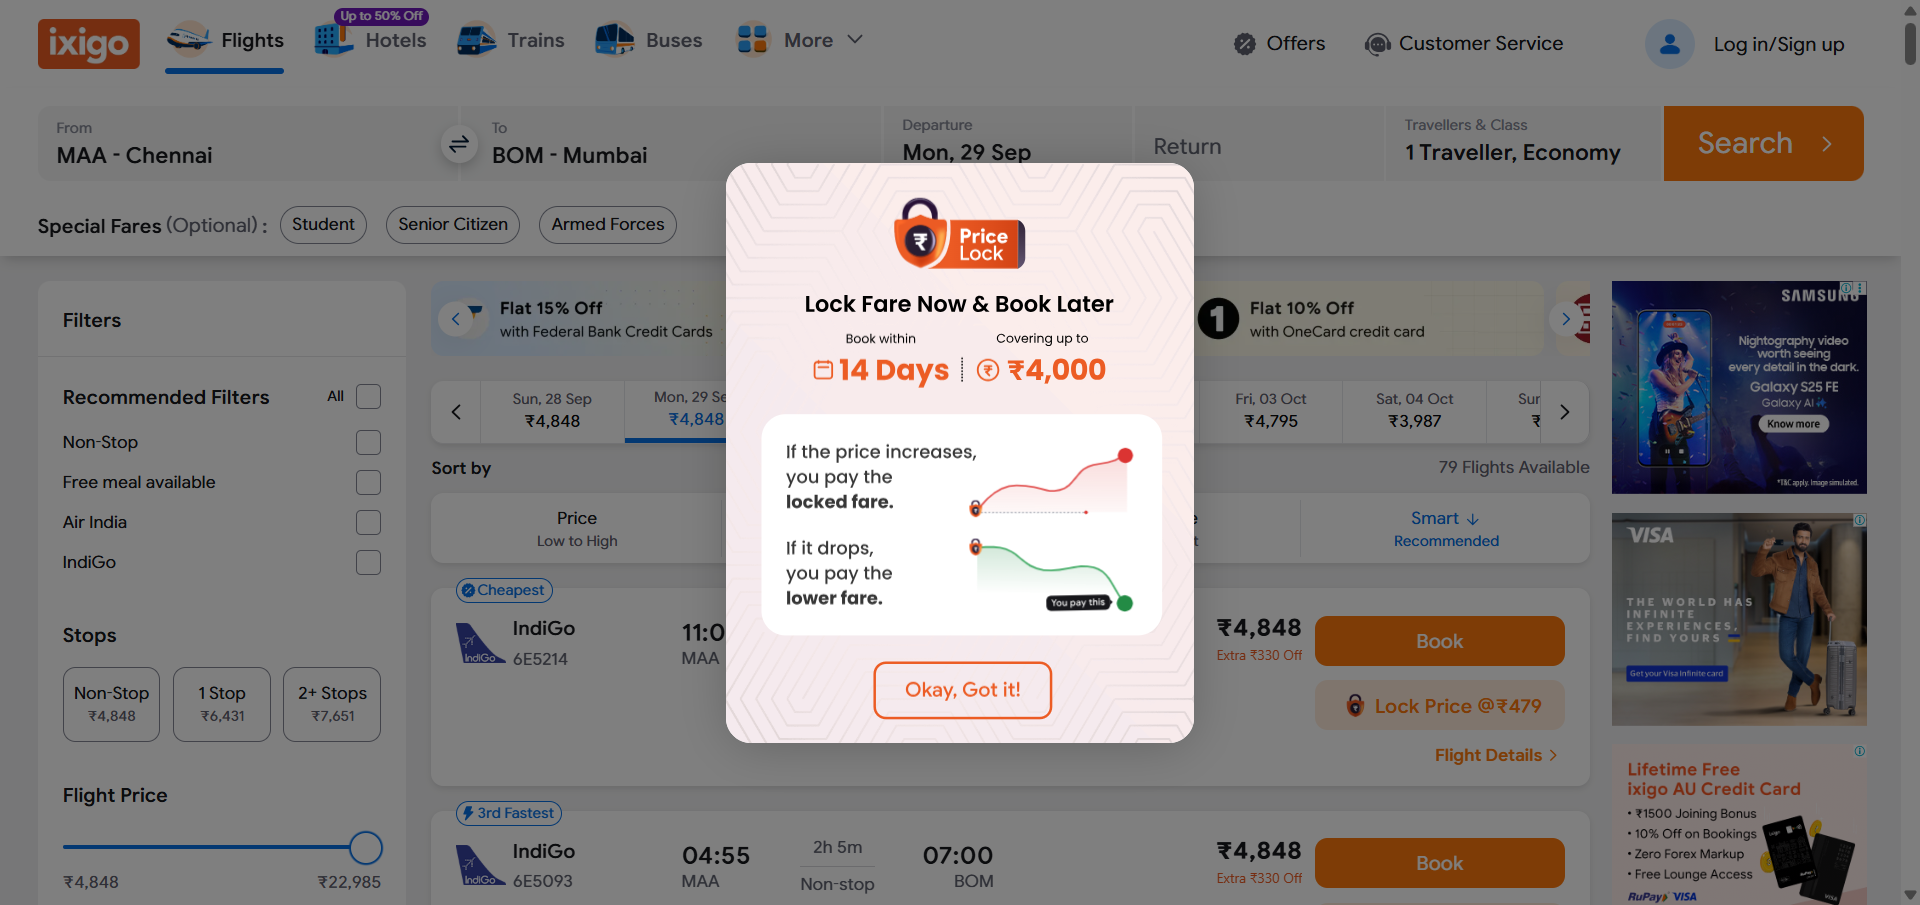 ixigo
Flights
Up to 50% Off
Hotels
Trains
Buses
More
Offers
Customer Service
Log in/Sign up
From
MAA - Chennai
To
BOM - Mumbai
Departure
Mon, 29 Sep
Return
Travellers & Class
1 Traveller, Economy
Search
Special Fares (Optional) :
Student
Senior Citizen
Armed Forces
Filters
Recommended Filters
All
Non-Stop
Free meal available
Air India
IndiGo
Stops
Non-Stop
₹4,848
1 Stop
₹6,431
2+ Stops
₹7,651
Flight Price
₹4,848
₹22,985
Flat 15% Off
with Federal Bank Credit Cards
1
Flat 10% Off
with OneCard credit card
Sun, 28 Sep
₹4,848
Mon, 29 Se
₹4,848
Fri, 03 Oct
₹4,795
Sat, 04 Oct
₹3,987
Sur
₹
Sort by
79 Flights Available
Price
Low to High
Smart ↓
Recommended
Cheapest
IndiGo
IndiGo
6E5214
11:0
MAA
₹4,848
Extra ₹330 Off
Book
Lock Price @₹479
Flight Details
3rd Fastest
IndiGo
IndiGo
6E5093
04:55
MAA
2h 5m
Non-stop
07:00
BOM
₹4,848
Extra ₹330 Off
Book
₹ Price
Lock
Lock Fare Now & Book Later
Book within
14 Days
Covering up to
₹4,000
If the price increases,
you pay the
locked fare.
If it drops,
you pay the
lower fare.
You pay this
Okay, Got it!
SAMSUNG
Nightography video
worth seeing
every detail in the dark.
Galaxy S25 FE
Galaxy AI
Know more
*T&C apply. Image simulated.
VISA
THE WORLD HAS
INFINITE
EXPERIENCES,
FIND YOURS
Get your Visa Infinite card
Lifetime Free
ixigo AU Credit Card
• ₹1500 Joining Bonus
• 10% Off on Bookings
• Zero Forex Markup
• Free Lounge Access
RuPay VISA